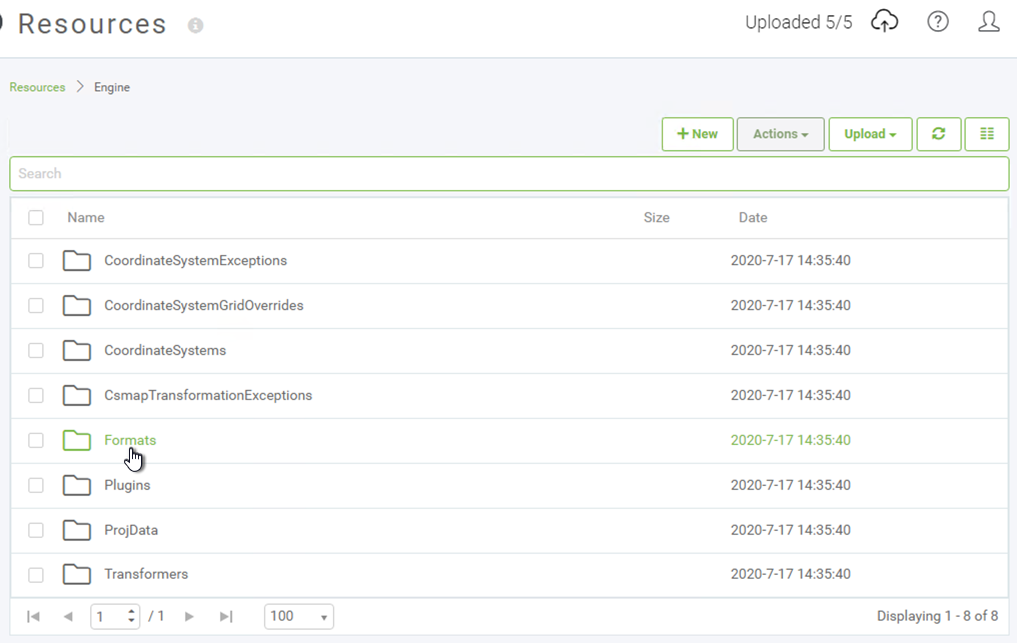 Resources
Uploaded 5/5
Resources > Engine
+ New Actions Upload
Search
Name Size Date
CoordinateSystemExceptions 2020-7-17 14:35:40
CoordinateSystemGridOverrides 2020-7-17 14:35:40
CoordinateSystems 2020-7-17 14:35:40
CsmapTransformationExceptions 2020-7-17 14:35:40
Formats 2020-7-17 14:35:40
Plugins 2020-7-17 14:35:40
ProjData 2020-7-17 14:35:40
Transformers 2020-7-17 14:35:40
1 / 1 100 Displaying 1 - 8 of 8